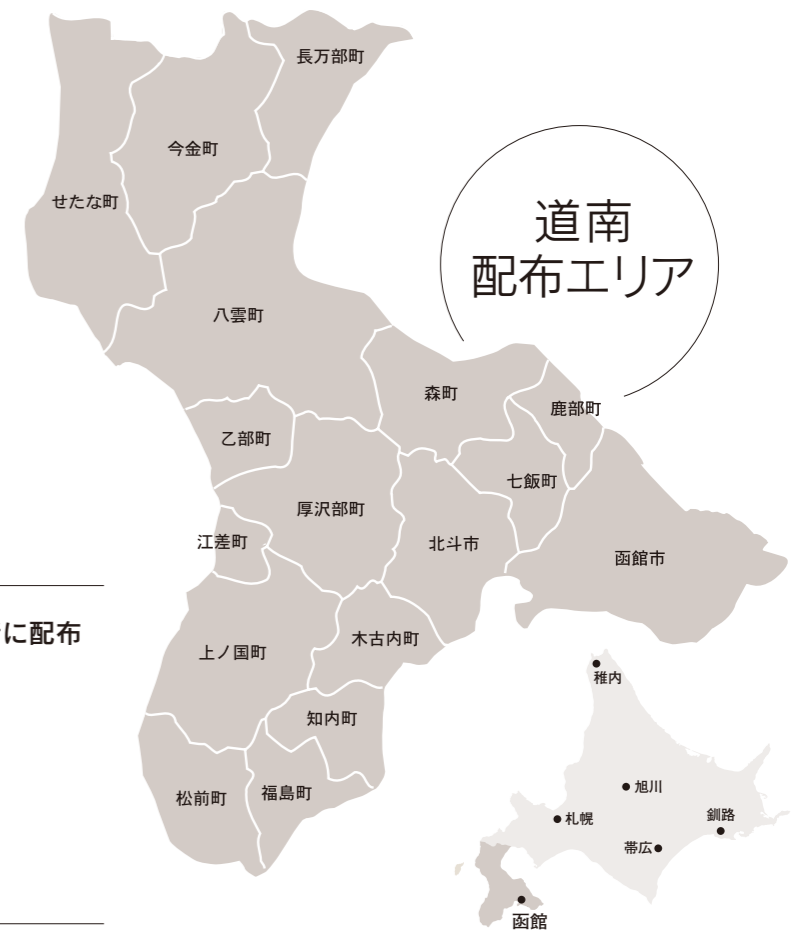 長万部町
今金町
せたな町
道南
配布エリア
八雲町
森町
鹿部町
乙部町
七飯町
厚沢部町
江差町
北斗市
函館市
に配布
木古内町
上ノ国町
知内町
松前町
福島町
稚内
旭川
札幌
釧路
帯広
函館